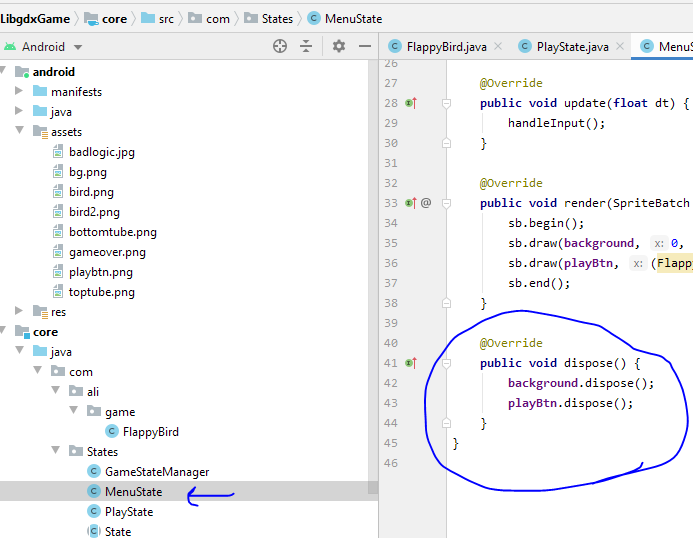 LibgdxGame core src com States MenuState
Android
FlappyBird.java PlayState.java MenuS
android
manifests
java
assets
badlogic.jpg
bg.png
bird.png
bird2.png
bottomtube.png
gameover.png
playbtn.png
toptube.png
res
core
java
com
ali
game
FlappyBird
States
GameStateManager
MenuState
PlayState
State
26
27 @Override
28 public void update(float dt) {
29 handleInput();
30 }
31
32 @Override
33 @ public void render(SpriteBatch
34 sb.begin();
35 sb.draw(background, x: 0,
36 sb.draw(playBtn, x: (Flappy
37 sb.end();
38 }
39
40 @Override
41 public void dispose() {
42 background.dispose();
43 playBtn.dispose();
44 }
45 }
46